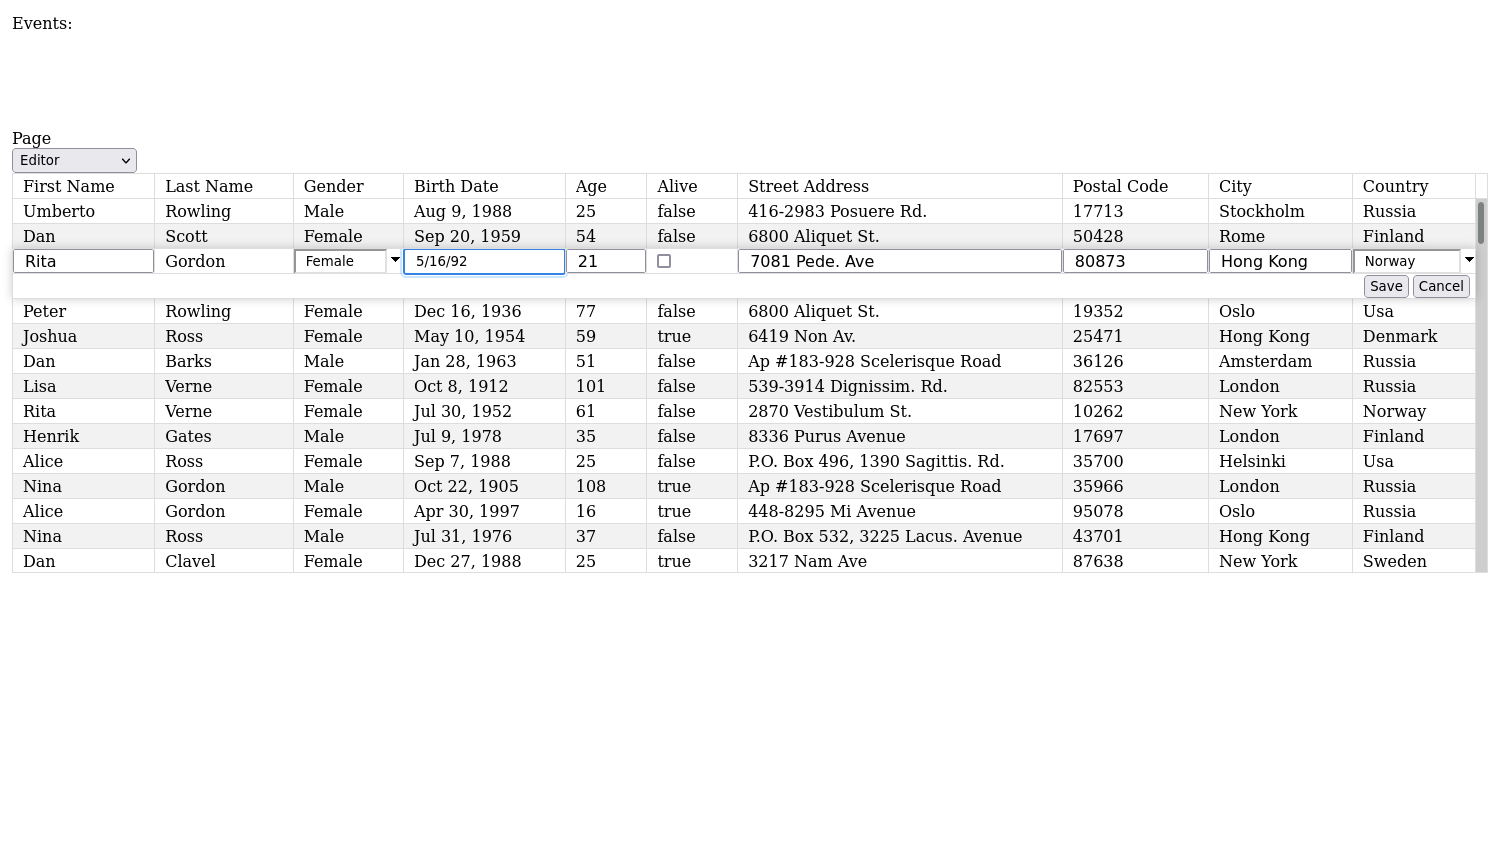 Events:
Page
Editor
First Name Last Name Gender Birth Date Age Alive Street Address Postal Code City Country
Umberto Rowling Male Aug 9, 1988 25 false 416-2983 Posuere Rd. 17713 Stockholm Russia
Dan Scott Female Sep 20, 1959 54 false 6800 Aliquet St. 50428 Rome Finland
Rita Gordon Female 5/16/92 21 7081 Pede. Ave 80873 Hong Kong Norway
Save Cancel
Peter Rowling Female Dec 16, 1936 77 false 6800 Aliquet St. 19352 Oslo Usa
Joshua Ross Female May 10, 1954 59 true 6419 Non Av. 25471 Hong Kong Denmark
Dan Barks Male Jan 28, 1963 51 false Ap #183-928 Scelerisque Road 36126 Amsterdam Russia
Lisa Verne Female Oct 8, 1912 101 false 539-3914 Dignissim. Rd. 82553 London Russia
Rita Verne Female Jul 30, 1952 61 false 2870 Vestibulum St. 10262 New York Norway
Henrik Gates Male Jul 9, 1978 35 false 8336 Purus Avenue 17697 London Finland
Alice Ross Female Sep 7, 1988 25 false P.O. Box 496, 1390 Sagittis. Rd. 35700 Helsinki Usa
Nina Gordon Male Oct 22, 1905 108 true Ap #183-928 Scelerisque Road 35966 London Russia
Alice Gordon Female Apr 30, 1997 16 true 448-8295 Mi Avenue 95078 Oslo Russia
Nina Ross Male Jul 31, 1976 37 false P.O. Box 532, 3225 Lacus. Avenue 43701 Hong Kong Finland
Dan Clavel Female Dec 27, 1988 25 true 3217 Nam Ave 87638 New York Sweden